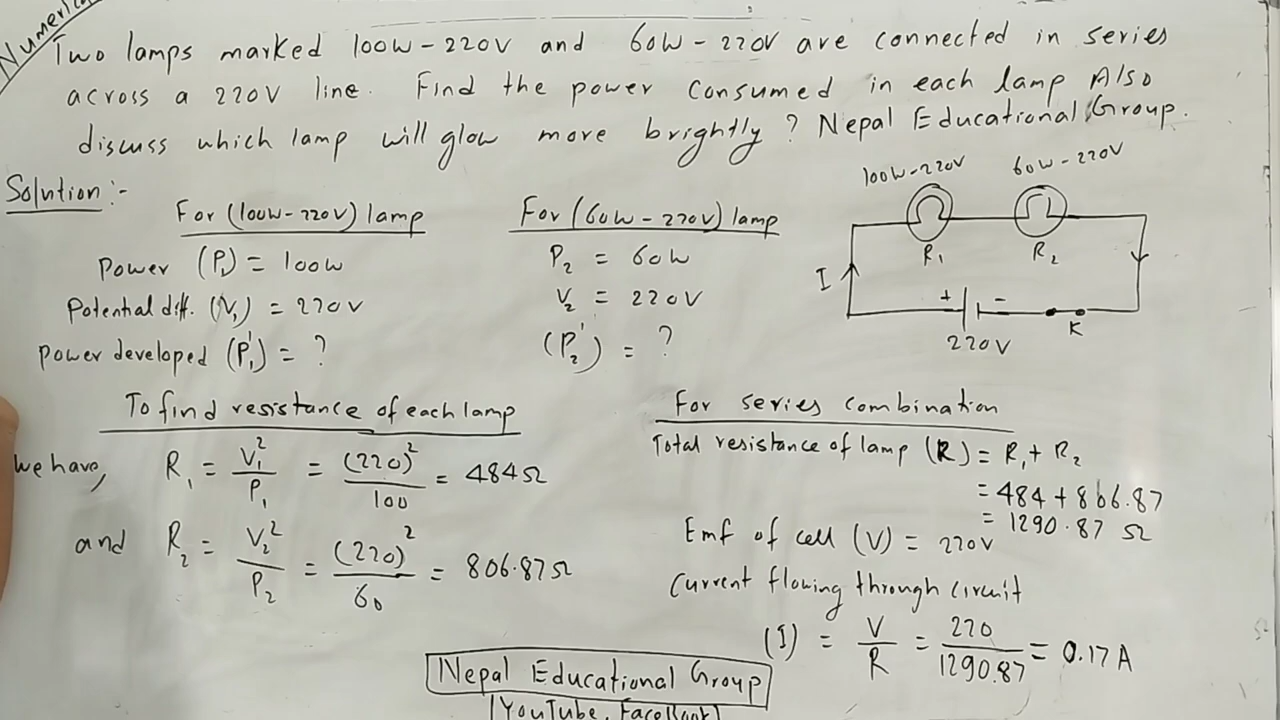 Numerical
Two lamps marked 100W-220V and 60W-220V are connected in series
across a 220V line. Find the power consumed in each lamp Also
discuss which lamp will glow more brightly? Nepal Educational Group.
Solution:-
For (100W-220V) lamp
Power (P₁) = 100W
Potential diff. (V₁) = 220V
Power developed (P₁') = ?
For (60W-220V) lamp
P₂ = 60W
V₂ = 220V
(P₂') = ?
100W-220V 60W-220V
R₁ R₂
I
+ -
K
220V
To find resistance of each lamp
we have, R₁ = V₁²/P₁ = (220)²/100 = 484Ω
and R₂ = V₂²/P₂ = (220)²/60 = 806.87Ω
For series combination
Total resistance of lamp (R) = R₁ + R₂
= 484 + 806.87
= 1290.87 Ω
Emf of cell (V) = 220V
Current flowing through circuit
(I) = V/R = 220/1290.87 = 0.17A
Nepal Educational Group
(YouTube, Facebook)